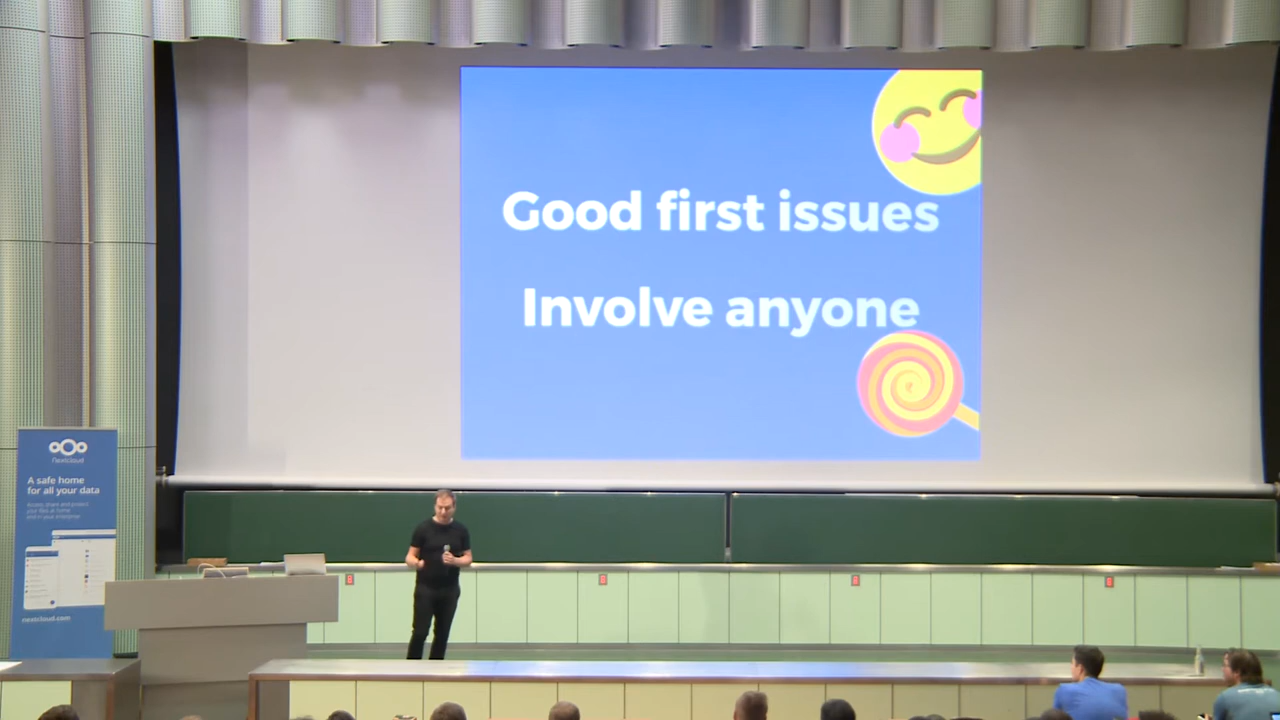 Good first issues
Involve anyone
Nextcloud
A safe home
for all your data
nextcloud.com